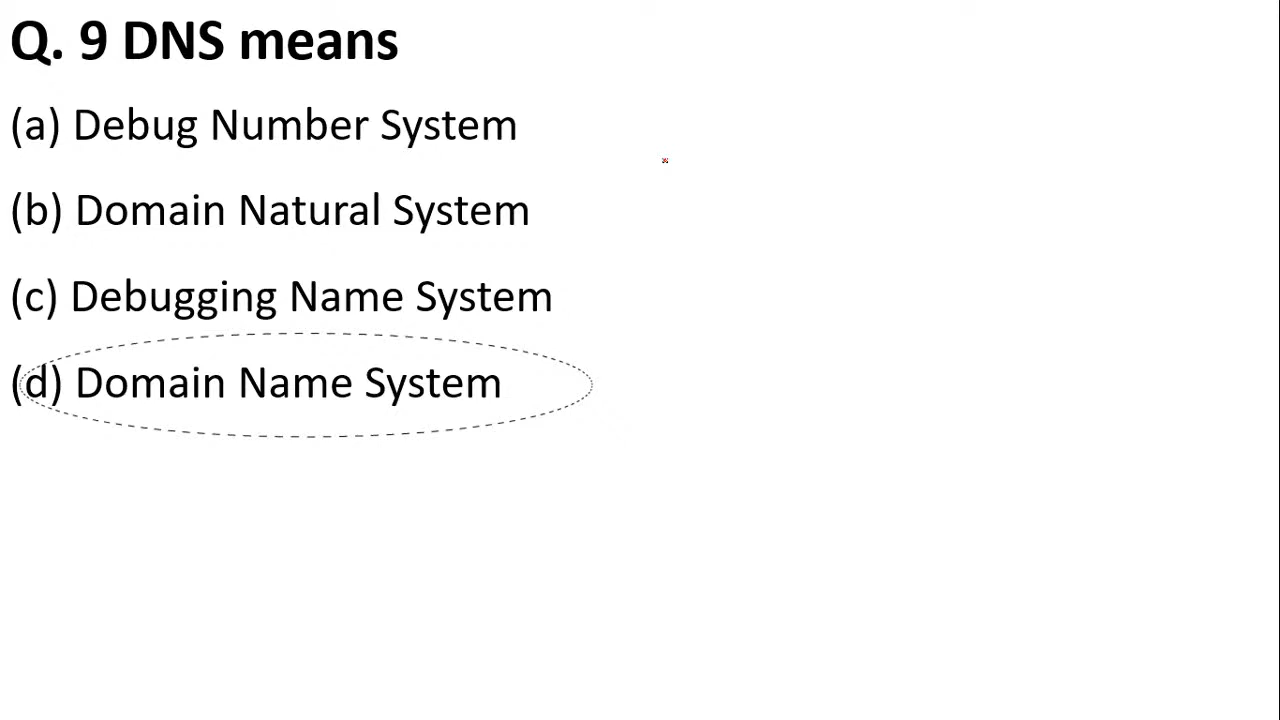 Q. 9 DNS means
(a) Debug Number System
(b) Domain Natural System
(c) Debugging Name System
(d) Domain Name System